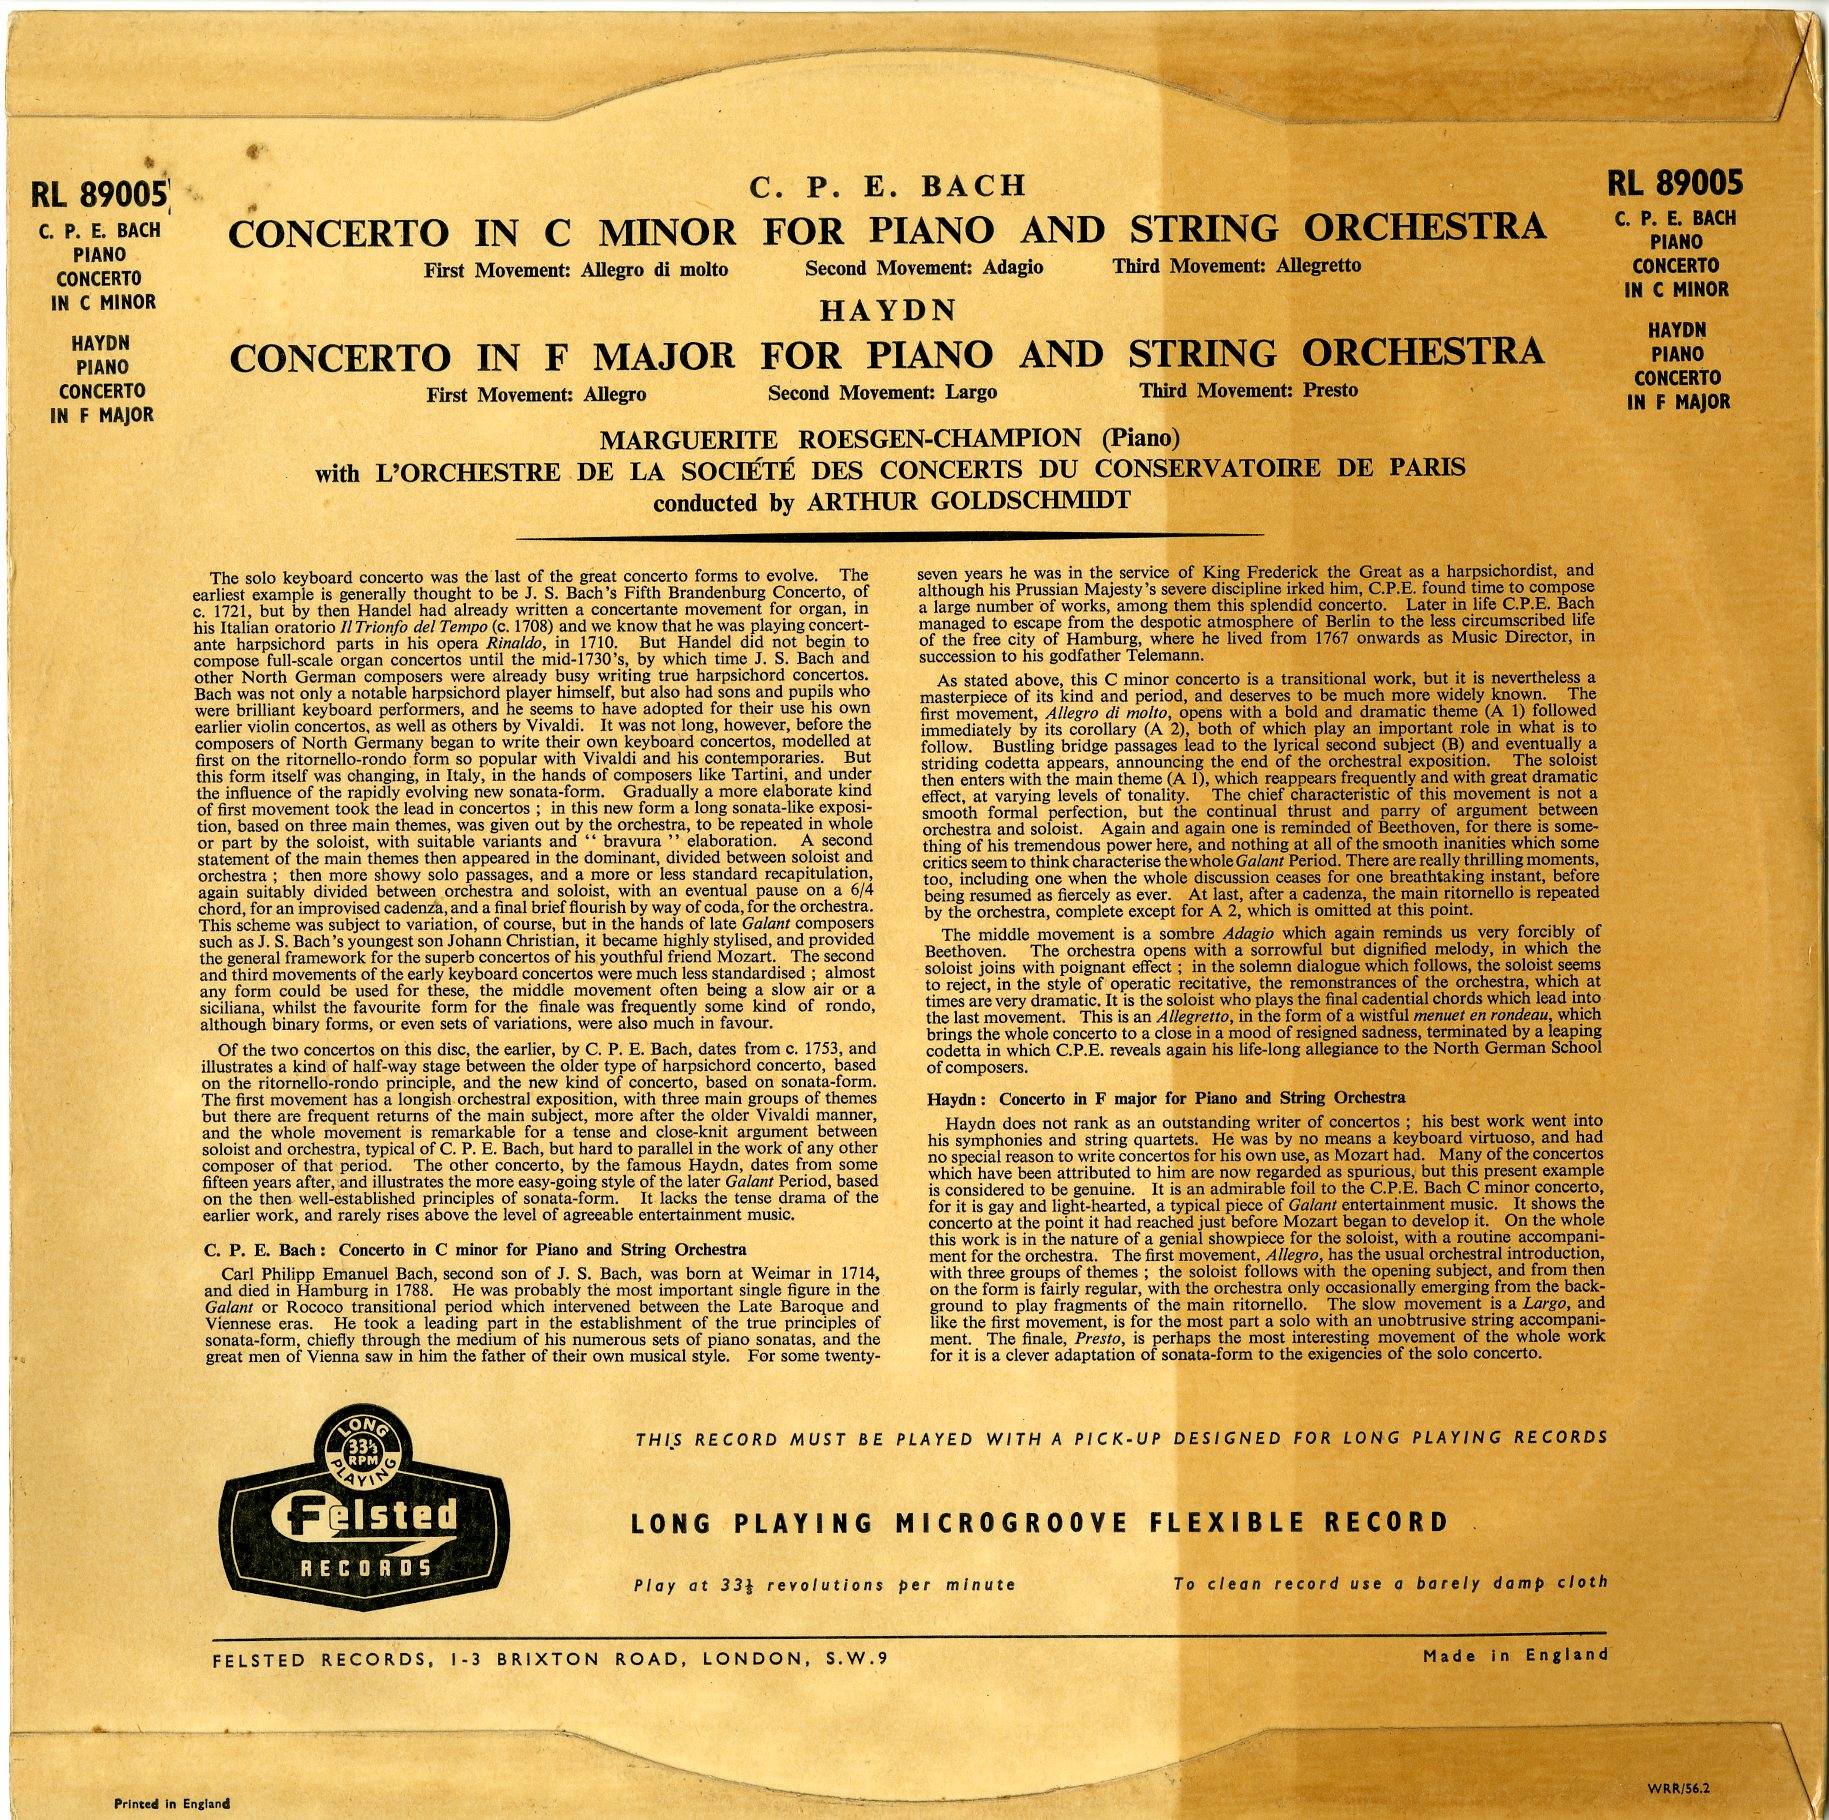 RL 89005
C. P. E. BACH
PIANO
CONCERTO
IN C MINOR
HAYDN
PIANO
CONCERTO
IN F MAJOR
C. P. E. BACH
CONCERTO IN C MINOR FOR PIANO AND STRING ORCHESTRA
First Movement: Allegro di molto Second Movement: Adagio Third Movement: Allegretto
HAYDN
CONCERTO IN F MAJOR FOR PIANO AND STRING ORCHESTRA
First Movement: Allegro Second Movement: Largo Third Movement: Presto
MARGUERITE ROESGEN-CHAMPION (Piano)
with L'ORCHESTRE DE LA SOCIÉTÉ DES CONCERTS DU CONSERVATOIRE DE PARIS
conducted by ARTHUR GOLDSCHMIDT
RL 89005
C. P. E. BACH
PIANO
CONCERTO
IN C MINOR
HAYDN
PIANO
CONCERTO
IN F MAJOR
The solo keyboard concerto was the last of the great concerto forms to evolve. The
earliest example is generally thought to be J. S. Bach's Fifth Brandenburg Concerto, of
c. 1721, but by then Handel had already written a concertante movement for organ, in
his Italian oratorio Il Trionfo del Tempo (c. 1708) and we know that he was playing concert-
ante harpsichord parts in his opera Rinaldo, in 1710. But Handel did not begin to
compose full-scale organ concertos until the mid-1730's, by which time J. S. Bach and
other North German composers were already busy writing true harpsichord concertos.
Bach was not only a notable harpsichord player himself, but also had sons and pupils who
were brilliant keyboard performers, and he seems to have adopted for their use his own
earlier violin concertos, as well as others by Vivaldi. It was not long, however, before the
composers of North Germany began to write their own keyboard concertos, modelled at
first on the ritornello-rondo form so popular with Vivaldi and his contemporaries. But
this form itself was changing, in Italy, in the hands of composers like Tartini, and under
the influence of the rapidly evolving new sonata-form. Gradually a more elaborate kind
of first movement took the lead in concertos ; in this new form a long sonata-like exposi-
tion, based on three main themes, was given out by the orchestra, to be repeated in whole
or part by the soloist, with suitable variants and " bravura " elaboration. A second
statement of the main themes then appeared in the dominant, divided between soloist and
orchestra ; then more showy solo passages, and a more or less standard recapitulation,
again suitably divided between orchestra and soloist, with an eventual pause on a 6/4
chord, for an improvised cadenza, and a final brief flourish by way of coda, for the orchestra.
This scheme was subject to variation, of course, but in the hands of late Galant composers
such as J. S. Bach's youngest son Johann Christian, it became highly stylised, and provided
the general framework for the superb concertos of his youthful friend Mozart. The second
and third movements of the early keyboard concertos were much less standardised ; almost
any form could be used for these, the middle movement often being a slow air or a
siciliana, whilst the favourite form for the finale was frequently some kind of rondo,
although binary forms, or even sets of variations, were also much in favour.
Of the two concertos on this disc, the earlier, by C. P. E. Bach, dates from c. 1753, and
illustrates a kind of half-way stage between the older type of harpsichord concerto, based
on the ritornello-rondo principle, and the new kind of concerto, based on sonata-form.
The first movement has a longish orchestral exposition, with three main groups of themes
but there are frequent returns of the main subject, more after the older Vivaldi manner,
and the whole movement is remarkable for a tense and close-knit argument between
soloist and orchestra, typical of C. P. E. Bach, but hard to parallel in the work of any other
composer of that period. The other concerto, by the famous Haydn, dates from some
fifteen years after, and illustrates the more easy-going style of the later Galant Period, based
on the then well-established principles of sonata-form. It lacks the tense drama of the
earlier work, and rarely rises above the level of agreeable entertainment music.
C. P. E. Bach : Concerto in C minor for Piano and String Orchestra
Carl Philipp Emanuel Bach, second son of J. S. Bach, was born at Weimar in 1714,
and died in Hamburg in 1788. He was probably the most important single figure in the
Galant or Rococo transitional period which intervened between the Late Baroque and
Viennese eras. He took a leading part in the establishment of the true principles of
sonata-form, chiefly through the medium of his numerous sets of piano sonatas, and the
great men of Vienna saw in him the father of their own musical style. For some twenty-
seven years he was in the service of King Frederick the Great as a harpsichordist, and
although his Prussian Majesty's severe discipline irked him, C.P.E. found time to compose
a large number of works, among them this splendid concerto. Later in life C.P.E. Bach
managed to escape from the despotic atmosphere of Berlin to the less circumscribed life
of the free city of Hamburg, where he lived from 1767 onwards as Music Director, in
succession to his godfather Telemann.
As stated above, this C minor concerto is a transitional work, but it is nevertheless a
masterpiece of its kind and period, and deserves to be much more widely known. The
first movement, Allegro di molto, opens with a bold and dramatic theme (A 1) followed
immediately by its corollary (A 2), both of which play an important role in what is to
follow. Bustling bridge passages lead to the lyrical second subject (B) and eventually a
striding codetta appears, announcing the end of the orchestral exposition. The soloist
then enters with the main theme (A 1), which reappears frequently and with great dramatic
effect, at varying levels of tonality. The chief characteristic of this movement is not a
smooth formal perfection, but the continual thrust and parry of argument between
orchestra and soloist. Again and again one is reminded of Beethoven, for there is some-
thing of his tremendous power here, and nothing at all of the smooth inanities which some
critics seem to think characterise the whole Galant Period. There are really thrilling moments,
too, including one when the whole discussion ceases for one breathtaking instant, before
being resumed as fiercely as ever. At last, after a cadenza, the main ritornello is repeated
by the orchestra, complete except for A 2, which is omitted at this point.
The middle movement is a sombre Adagio which again reminds us very forcibly of
Beethoven. The orchestra opens with a sorrowful but dignified melody, in which the
soloist joins with poignant effect ; in the solemn dialogue which follows, the soloist seems
to reject, in the style of operatic recitative, the remonstrances of the orchestra, which at
times are very dramatic. It is the soloist who plays the final cadential chords which lead into
the last movement. This is an Allegretto, in the form of a wistful menuet en rondeau, which
brings the whole concerto to a close in a mood of resigned sadness, terminated by a leaping
codetta in which C.P.E. reveals again his life-long allegiance to the North German School
of composers.
Haydn : Concerto in F major for Piano and String Orchestra
Haydn does not rank as an outstanding writer of concertos ; his best work went into
his symphonies and string quartets. He was by no means a keyboard virtuoso, and had
no special reason to write concertos for his own use, as Mozart had. Many of the concertos
which have been attributed to him are now regarded as spurious, but this present example
is considered to be genuine. It is an admirable foil to the C.P.E. Bach C minor concerto,
for it is gay and light-hearted, a typical piece of Galant entertainment music. It shows the
concerto at the point it had reached just before Mozart began to develop it. On the whole
this work is in the nature of a genial showpiece for the soloist, with a routine accompani-
ment for the orchestra. The first movement, Allegro, has the usual orchestral introduction,
with three groups of themes ; the soloist follows with the opening subject, and from then
on the form is fairly regular, with the orchestra only occasionally emerging from the back-
ground to play fragments of the main ritornello. The slow movement is a Largo, and
like the first movement, is for the most part a solo with an unobtrusive string accompani-
ment. The finale, Presto, is perhaps the most interesting movement of the whole work
for it is a clever adaptation of sonata-form to the exigencies of the solo concerto.
LONG
33⅓
RPM
PLAYING
Felsted
RECORDS
THIS RECORD MUST BE PLAYED WITH A PICK-UP DESIGNED FOR LONG PLAYING RECORDS
LONG PLAYING MICROGROOVE FLEXIBLE RECORD
Play at 33⅓ revolutions per minute To clean record use a barely damp cloth
FELSTED RECORDS, 1-3 BRIXTON ROAD, LONDON, S.W.9 Made in England
Printed in England WRR/56.2